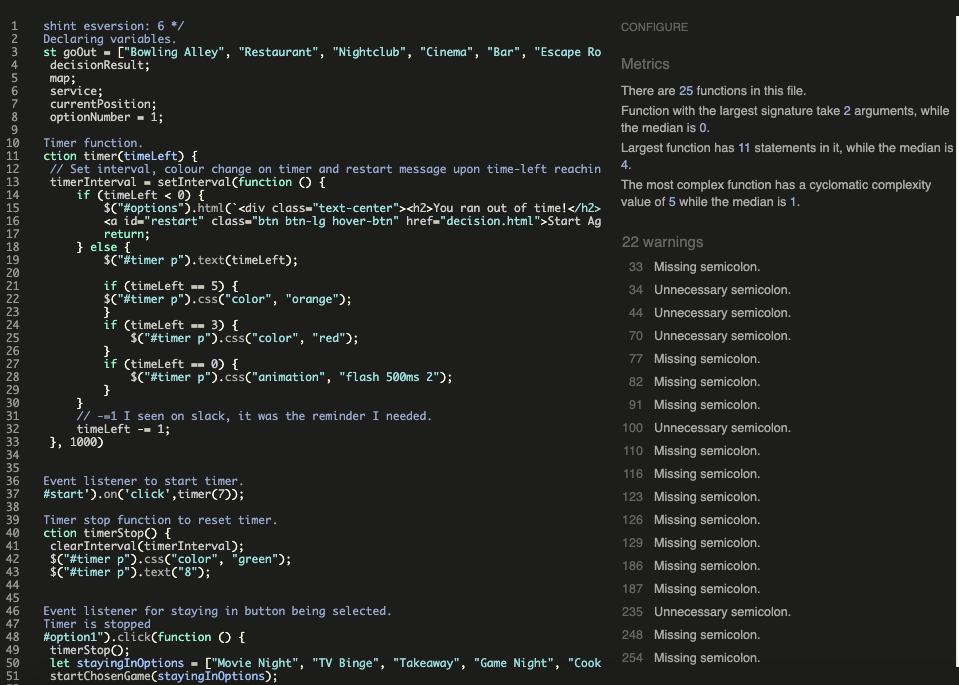 1 shint esversion: 6 */
2 Declaring variables.
3 st goOut = ["Bowling Alley", "Restaurant", "Nightclub", "Cinema", "Bar", "Escape Ro
4 decisionResult;
5 map;
6 service;
7 currentPosition;
8 optionNumber = 1;
9
10 Timer function.
11 ction timer(timeLeft) {
12 // Set interval, colour change on timer and restart message upon time-left reachin
13 timerInterval = setInterval(function () {
14 if (timeLeft < 0) {
15 $("#options").html(`<div class="text-center"><h2>You ran out of time!</h2>
16 <a id="restart" class="btn btn-lg hover-btn" href="decision.html">Start Ag
17 return;
18 } else {
19 $("#timer p").text(timeLeft);
20
21 if (timeLeft == 5) {
22 $("#timer p").css("color", "orange");
23 }
24 if (timeLeft == 3) {
25 $("#timer p").css("color", "red");
26 }
27 if (timeLeft == 0) {
28 $("#timer p").css("animation", "flash 500ms 2");
29 }
30 }
31 // -=1 I seen on slack, it was the reminder I needed.
32 timeLeft -= 1;
33 }, 1000)
34
35
36 Event listener to start timer.
37 #start').on('click',timer(7));
38
39 Timer stop function to reset timer.
40 ction timerStop() {
41 clearInterval(timerInterval);
42 $("#timer p").css("color", "green");
43 $("#timer p").text("8");
44
45
46 Event listener for staying in button being selected.
47 Timer is stopped
48 #option1").click(function () {
49 timerStop();
50 let stayingInOptions = ["Movie Night", "TV Binge", "Takeaway", "Game Night", "Cook
51 startChosenGame(stayingInOptions);
CONFIGURE
Metrics
There are 25 functions in this file.
Function with the largest signature take 2 arguments, while
the median is 0.
Largest function has 11 statements in it, while the median is
4.
The most complex function has a cyclomatic complexity
value of 5 while the median is 1.
22 warnings
33 Missing semicolon.
34 Unnecessary semicolon.
44 Unnecessary semicolon.
70 Unnecessary semicolon.
77 Missing semicolon.
82 Missing semicolon.
91 Missing semicolon.
100 Unnecessary semicolon.
110 Missing semicolon.
116 Missing semicolon.
123 Missing semicolon.
126 Missing semicolon.
129 Missing semicolon.
186 Missing semicolon.
187 Missing semicolon.
235 Unnecessary semicolon.
248 Missing semicolon.
254 Missing semicolon.